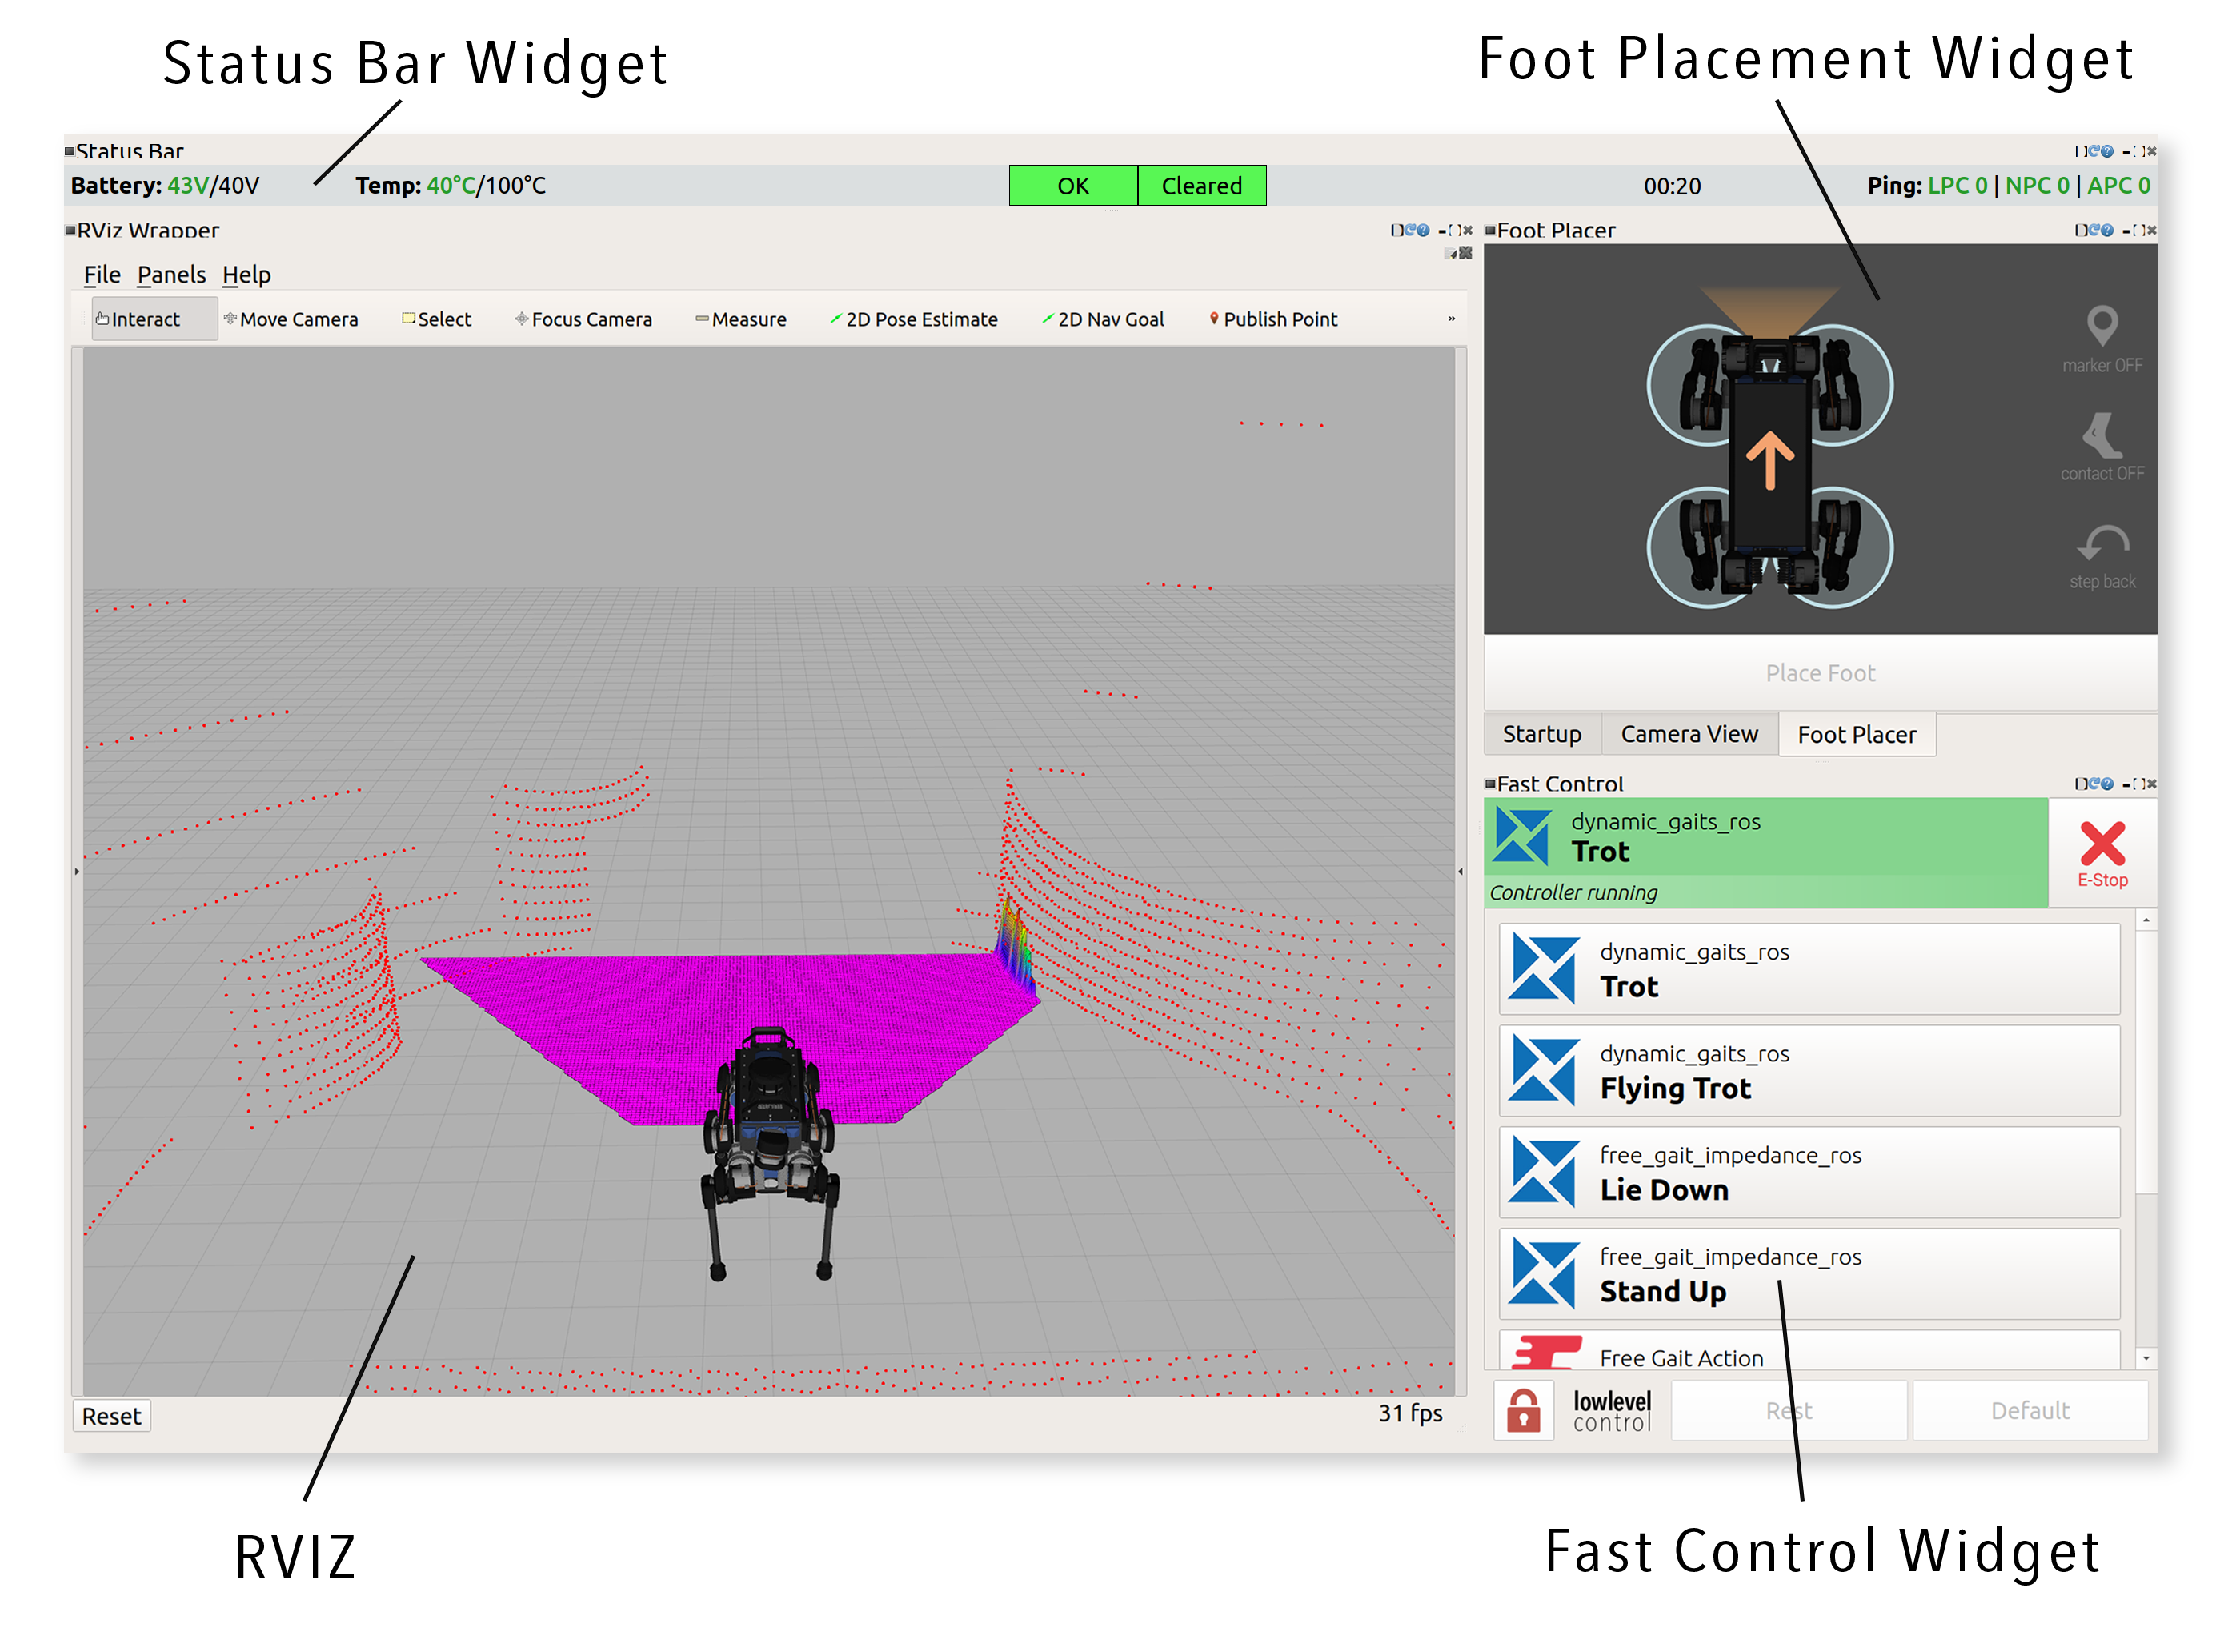 Status Bar Widget
Foot Placement Widget
Status Bar
Battery: 43V/40V
Temp: 40°C/100°C
OK
Cleared
00:20
Ping: LPC 0 | NPC 0 | APC 0
RViz Wrapper
Foot Placer
File Panels Help
Interact
Move Camera
Select
Focus Camera
Measure
2D Pose Estimate
2D Nav Goal
Publish Point
»
marker OFF
contact OFF
step back
Place Foot
Startup
Camera View
Foot Placer
Fast Control
dynamic_gaits_ros
Trot
Controller running
E-Stop
dynamic_gaits_ros
Trot
dynamic_gaits_ros
Flying Trot
free_gait_impedance_ros
Lie Down
free_gait_impedance_ros
Stand Up
Free Gait Action
Reset
31 fps
lowlevel
control
Rest
Default
RVIZ
Fast Control Widget